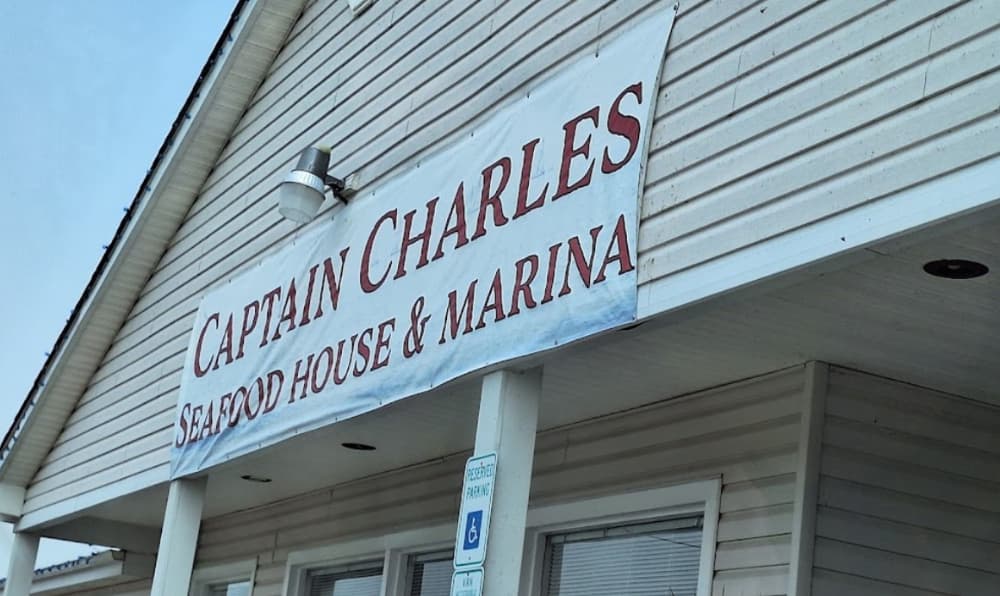 CAPTAIN CHARLES
SEAFOOD HOUSE & MARINA
RESERVED
PARKING